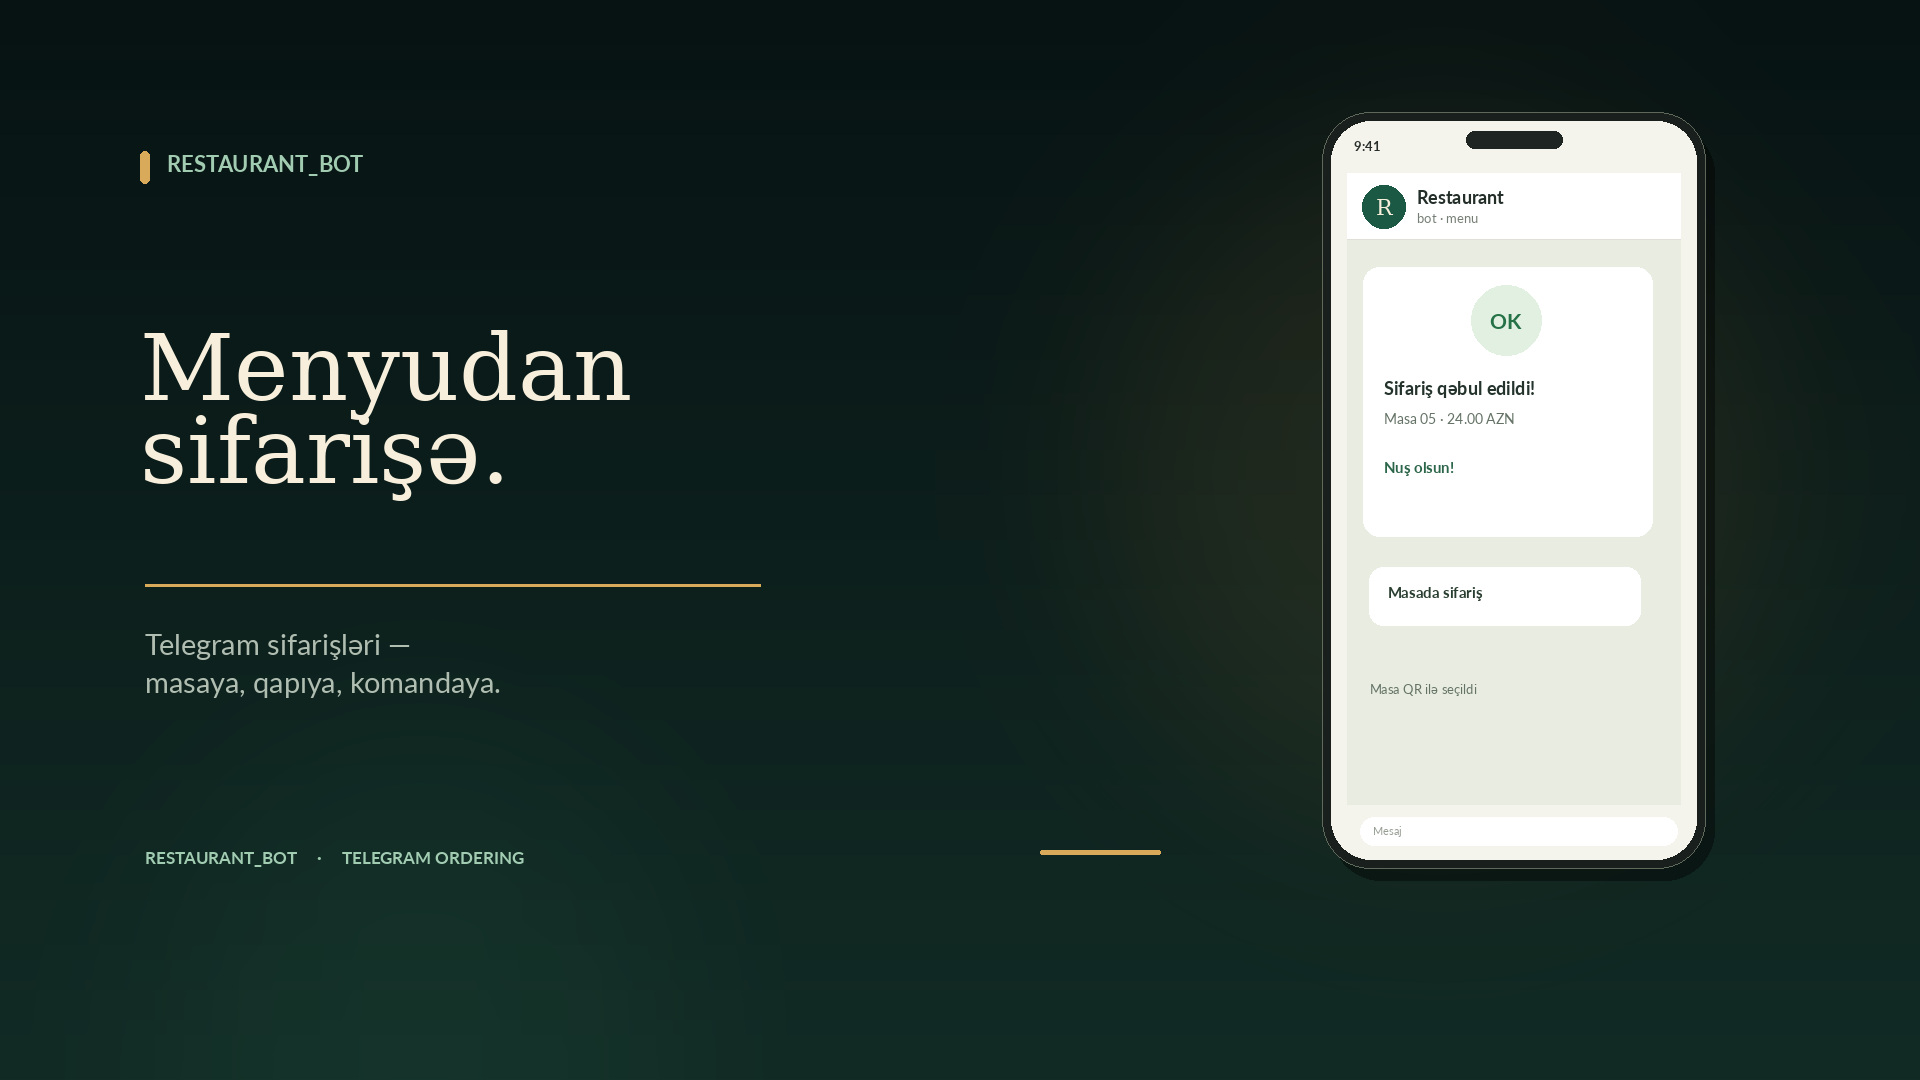 RESTAURANT_BOT
Menyudan
sifarişə.
Telegram sifarişləri —
masaya, qapıya, komandaya.
RESTAURANT_BOT · TELEGRAM ORDERING
9:41
R
Restaurant
bot · menu
OK
Sifariş qəbul edildi!
Masa 05 · 24.00 AZN
Nuş olsun!
Masada sifariş
Masa QR ilə seçildi
Mesaj